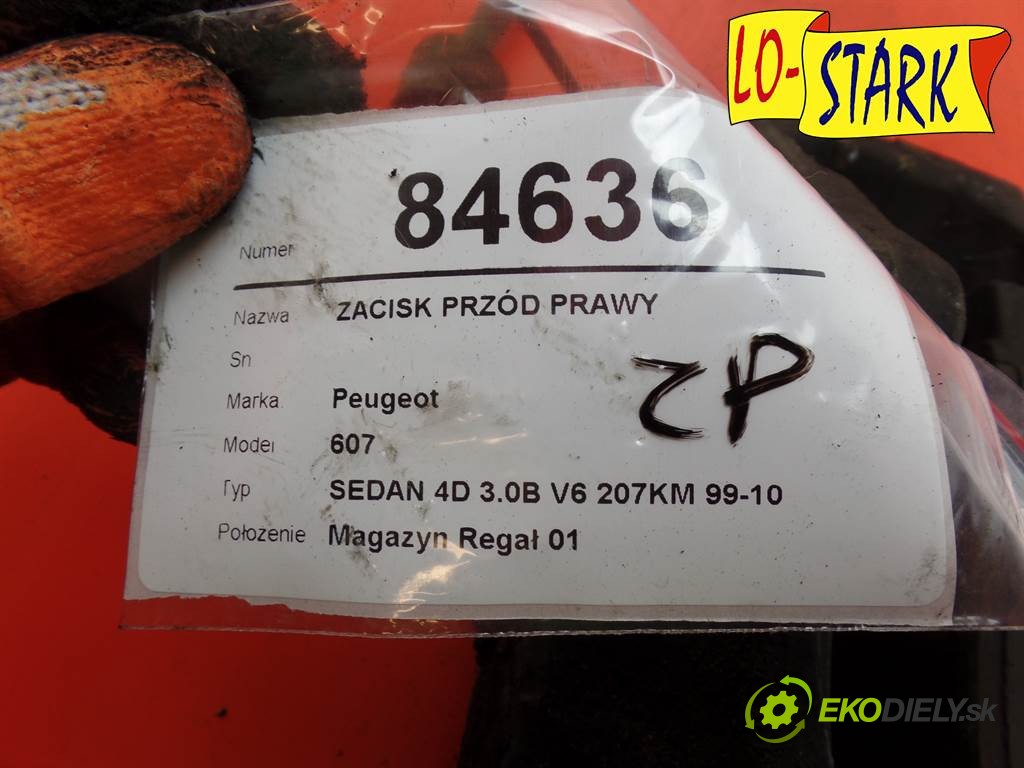 LO-STARK
Numer 84636
Nazwa ZACISK PRZÓD PRAWY
Sn
Marka Peugeot
Model 607
Typ SEDAN 4D 3.0B V6 207KM 99-10
Położenie Magazyn Regał 01
ZP
EKODIELY.sk